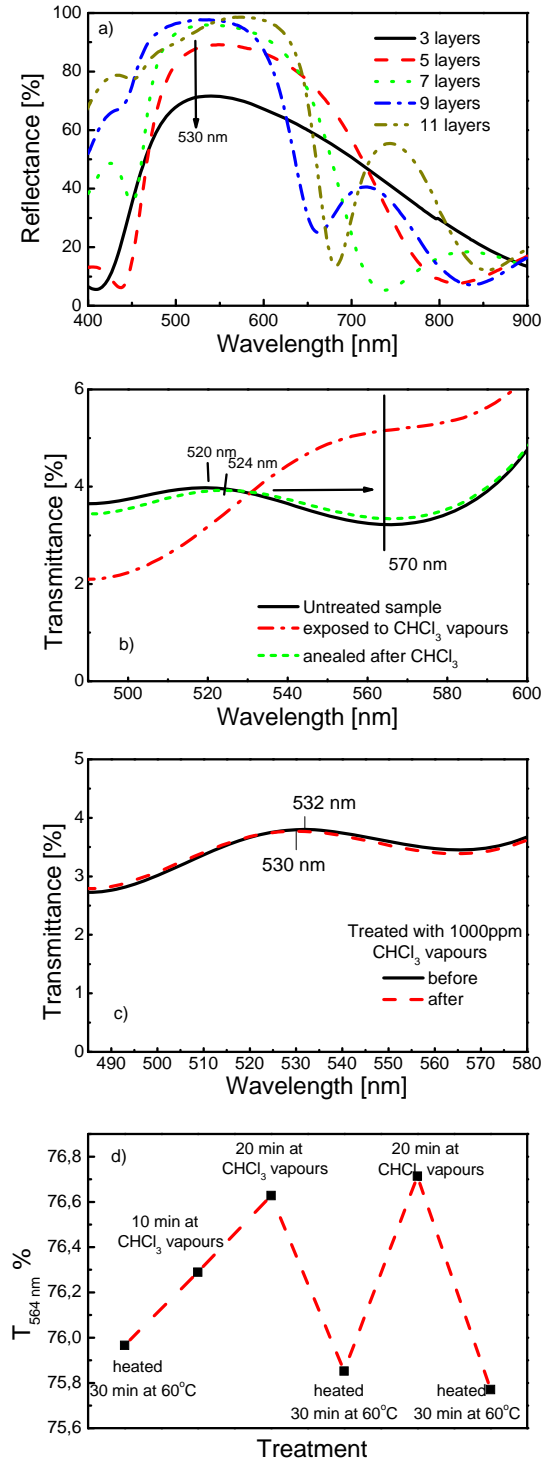 a)
100
80
60
40
20
0
Reflectance [%]
530 nm
3 layers
5 layers
7 layers
9 layers
11 layers
400 500 600 700 800 900
Wavelength [nm]
6
4
2
0
Transmittance [%]
520 nm
524 nm
570 nm
b)
Untreated sample
exposed to CHCl₃ vapours
anealed after CHCl₃
500 520 540 560 580 600
Wavelength [nm]
5
4
3
2
1
0
Transmittance [%]
532 nm
530 nm
Treated with 1000ppm
CHCl₃ vapours
before
after
c)
490 500 510 520 530 540 550 560 570 580
Wavelength [nm]
d)
76,8
76,6
76,4
76,2
76,0
75,8
75,6
T₅₆₄ ₙₘ %
20 min at
CHCl₃ vapours
20 min at
CHCl₃ vapours
10 min at
CHCl₃ vapours
heated
30 min at 60°C
heated
30 min at 60°C
heated
30 min at 60°C
Treatment